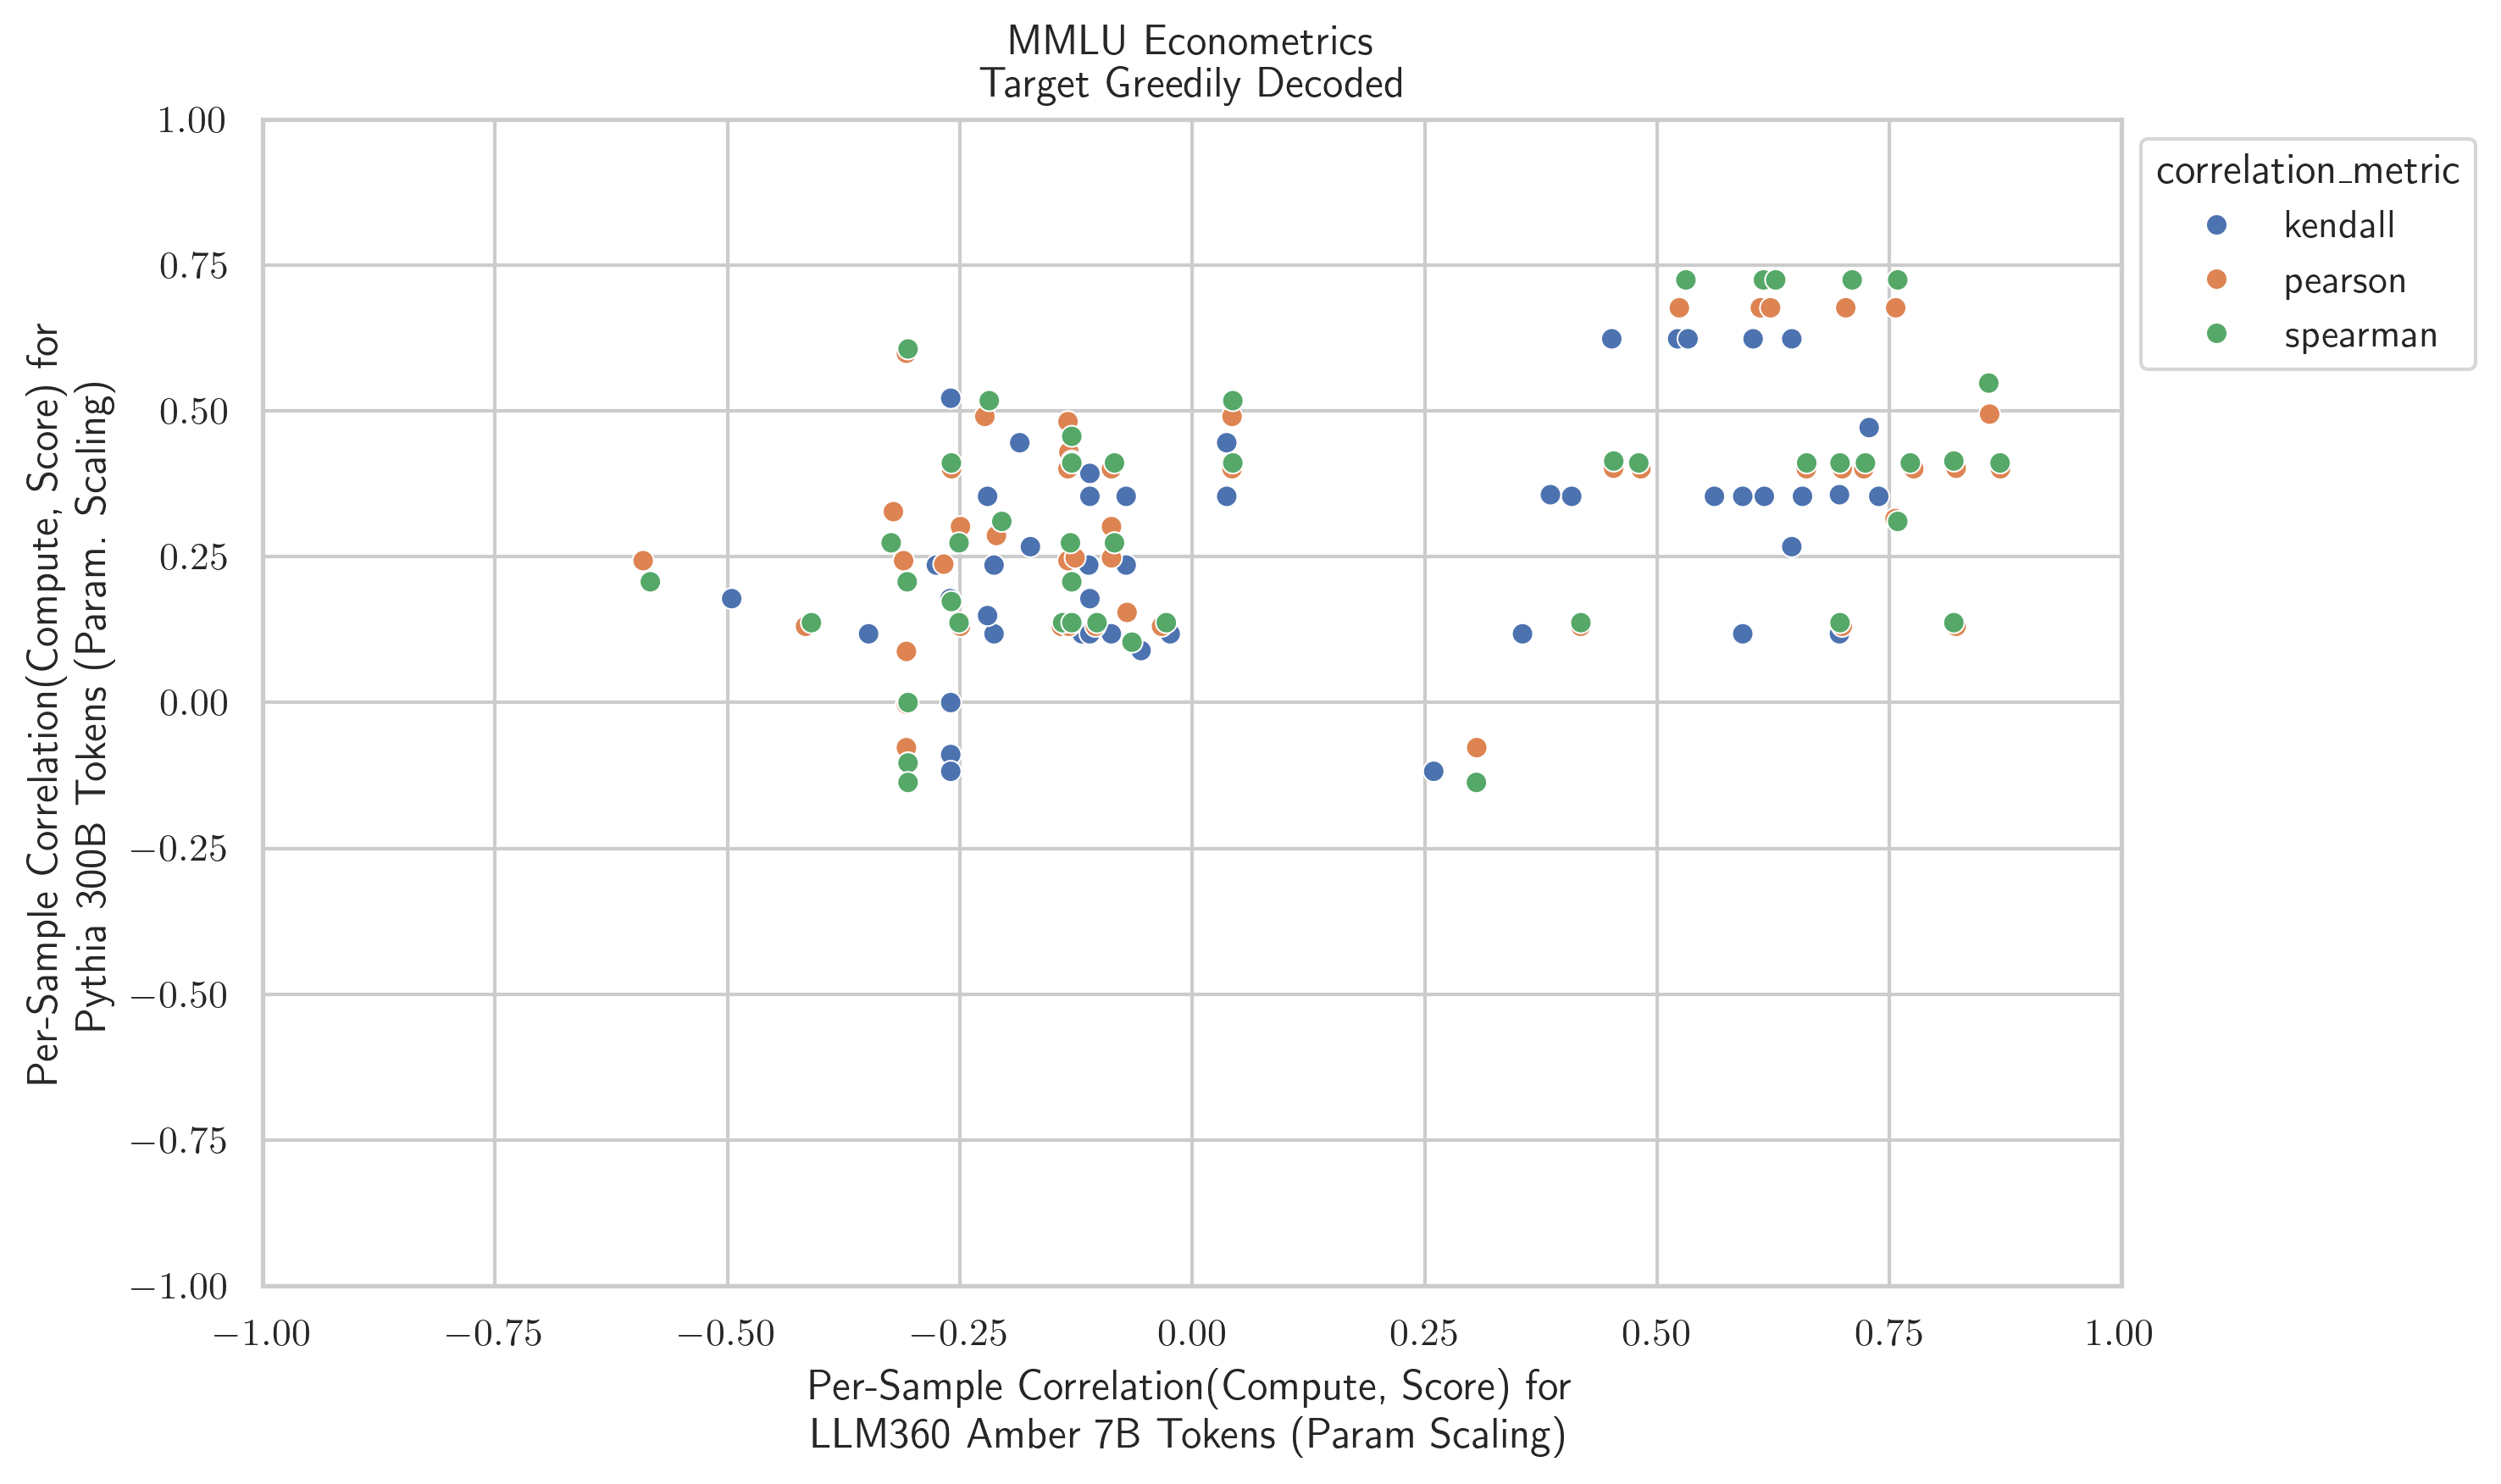 MMLU Econometrics
Target Greedily Decoded
Per-Sample Correlation(Compute, Score) for
Pythia 300B Tokens (Param. Scaling)
1.00
0.75
0.50
0.25
0.00
−0.25
−0.50
−0.75
−1.00
−1.00 −0.75 −0.50 −0.25 0.00 0.25 0.50 0.75 1.00
Per-Sample Correlation(Compute, Score) for
LLM360 Amber 7B Tokens (Param Scaling)
correlation_metric
kendall
pearson
spearman